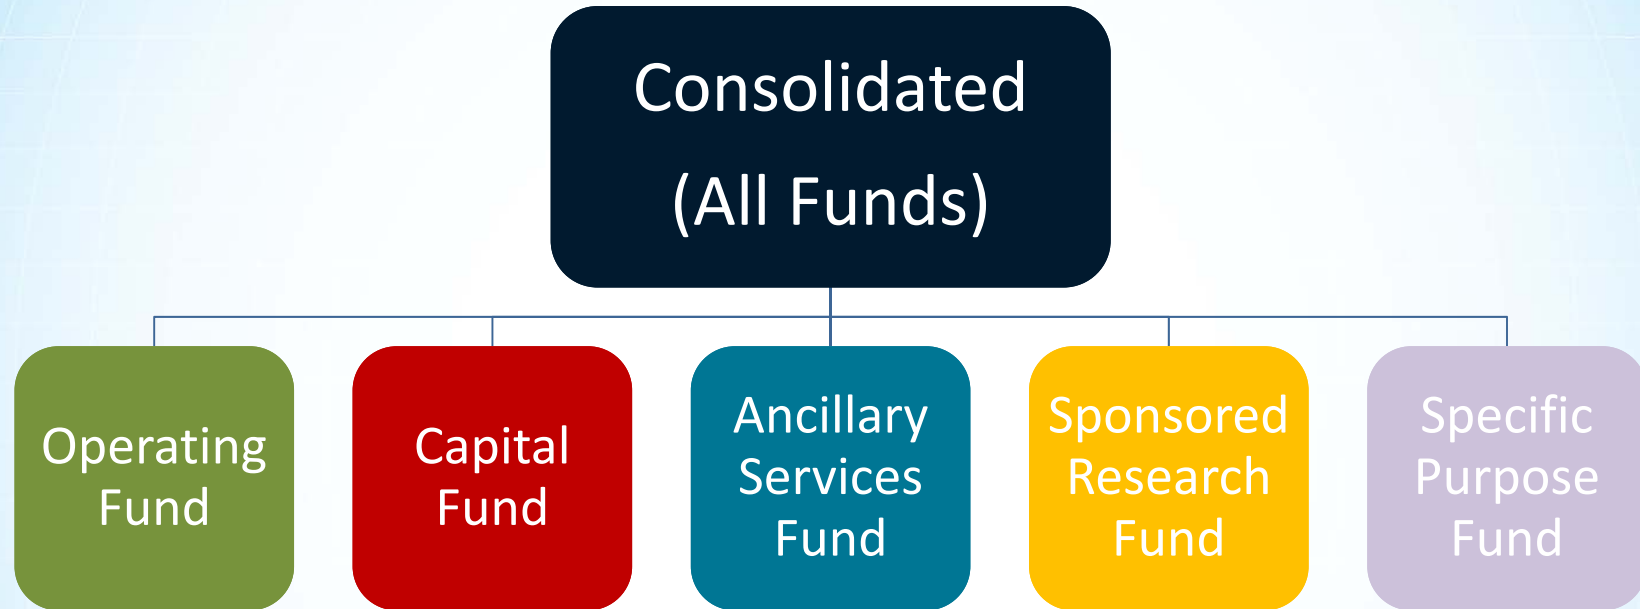 Consolidated
(All Funds)
Operating
Fund
Capital
Fund
Ancillary
Services
Fund
Sponsored
Research
Fund
Specific
Purpose
Fund